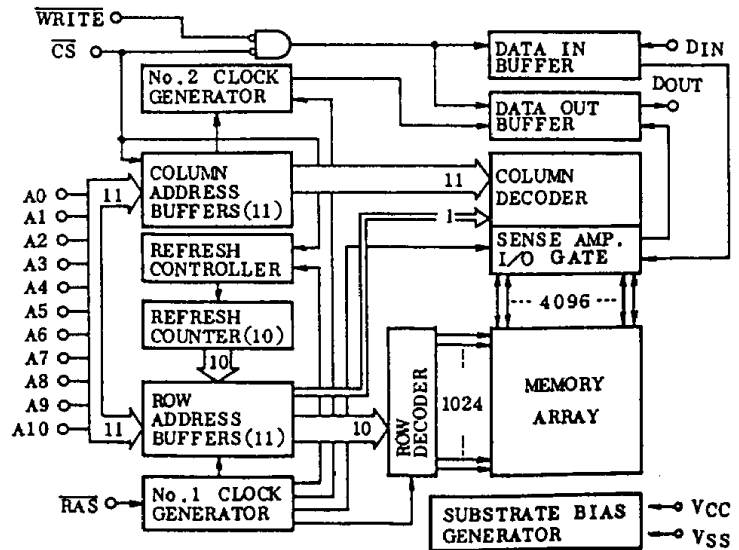 WRITE
CS
No.2 CLOCK
GENERATOR
DATA IN
BUFFER
DIN
DOUT
DATA OUT
BUFFER
COLUMN
ADDRESS
BUFFERS(11)
11
11
COLUMN
DECODER
1
SENSE AMP.
I/O GATE
A0
A1
A2
A3
A4
A5
A6
A7
A8
A9
A10
REFRESH
CONTROLLER
REFRESH
COUNTER(10)
10
4096
ROW
ADDRESS
BUFFERS(11)
11
10
ROW
DECODER
1024
MEMORY
ARRAY
RAS
No.1 CLOCK
GENERATOR
SUBSTRATE BIAS
GENERATOR
VCC
VSS